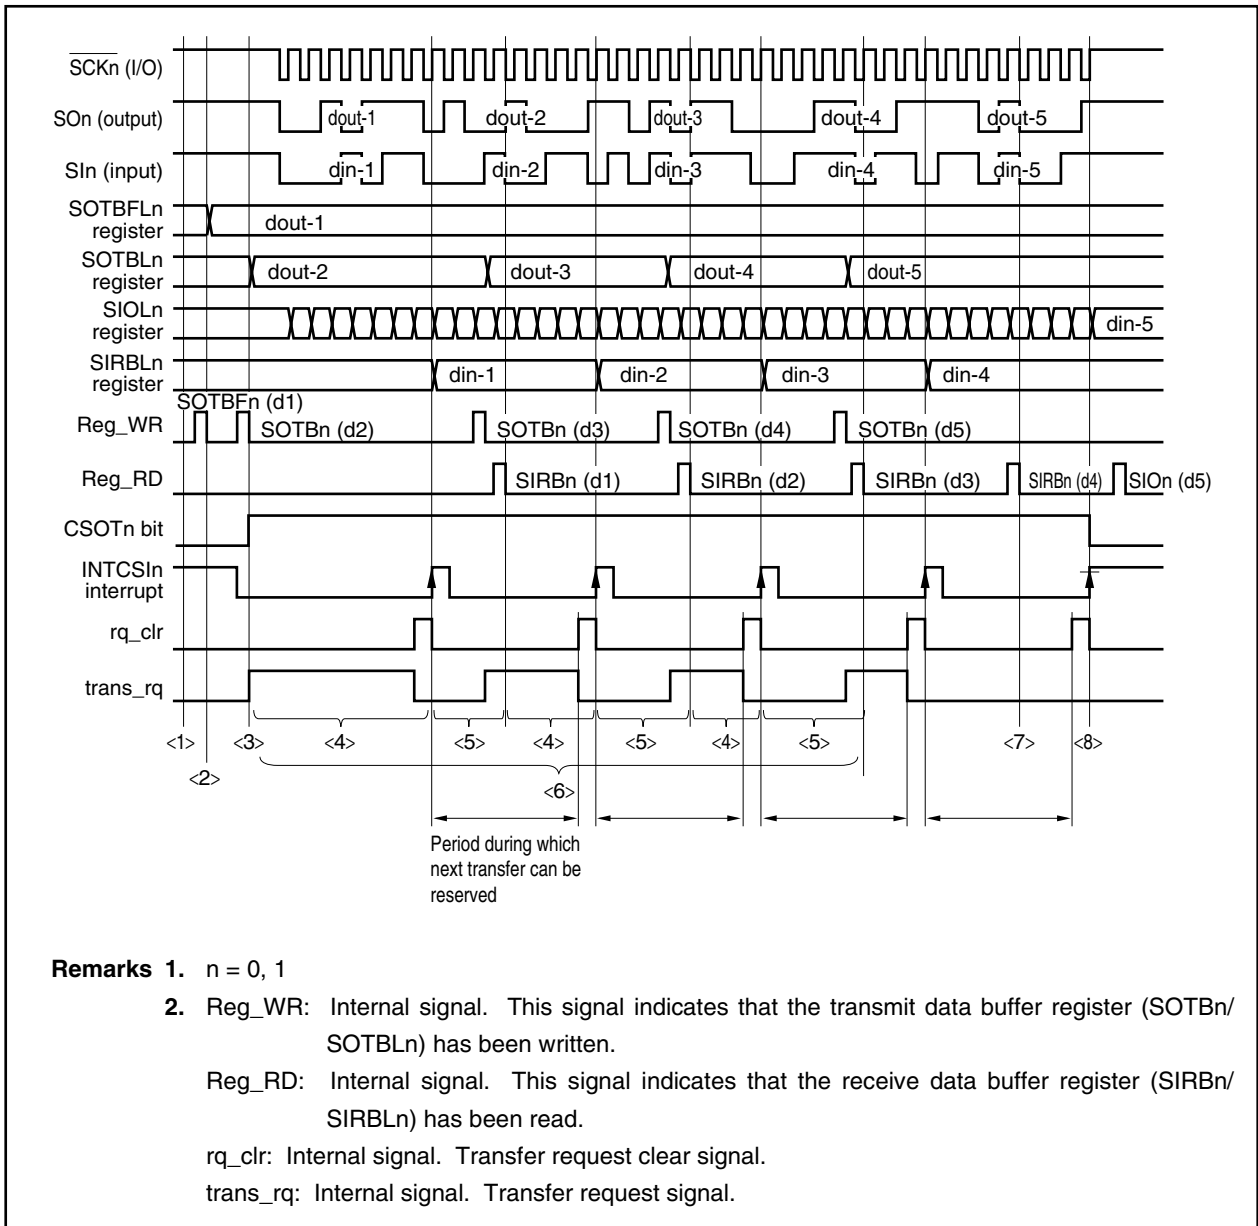 SCKn (I/O)
SOn (output)
dout-1 dout-2 dout-3 dout-4 dout-5
SIn (input)
din-1 din-2 din-3 din-4 din-5
SOTBFLn
register
dout-1
SOTBLn
register
dout-2 dout-3 dout-4 dout-5
SIOLn
register
din-5
SIRBLn
register
din-1 din-2 din-3 din-4
SOTBFn (d1)
Reg_WR
SOTBn (d2) SOTBn (d3) SOTBn (d4) SOTBn (d5)
Reg_RD
SIRBn (d1) SIRBn (d2) SIRBn (d3) SIRBn (d4) SIOn (d5)
CSOTn bit
INTCSIn
interrupt
rq_clr
trans_rq
<1> <3> <4> <5> <4> <5> <4> <5> <7> <8>
<2>
<6>
Period during which
next transfer can be
reserved
Remarks 1. n = 0, 1
2. Reg_WR: Internal signal. This signal indicates that the transmit data buffer register (SOTBn/
SOTBLn) has been written.
Reg_RD: Internal signal. This signal indicates that the receive data buffer register (SIRBn/
SIRBLn) has been read.
rq_clr: Internal signal. Transfer request clear signal.
trans_rq: Internal signal. Transfer request signal.